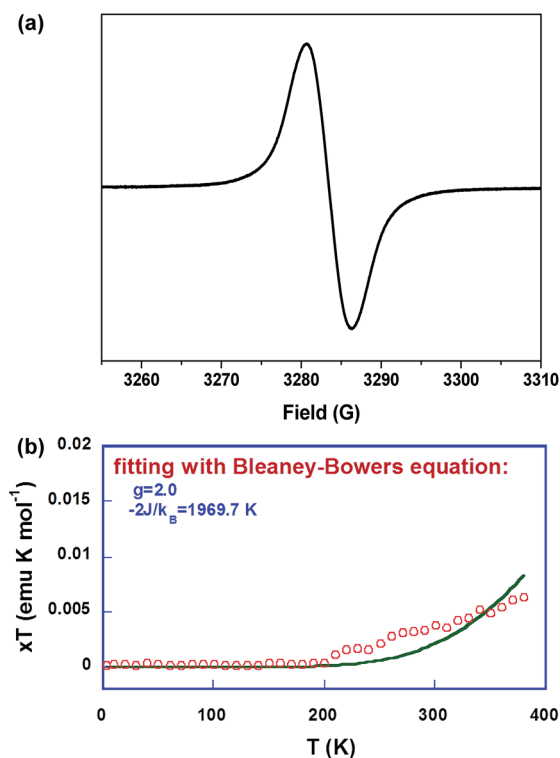 (a)
3260 3270 3280 3290 3300 3310
Field (G)
(b)
0.02
0.015
0.01
0.005
0
xT (emu K mol⁻¹)
fitting with Bleaney-Bowers equation:
g=2.0
-2J/k_B=1969.7 K
0 100 200 300 400
T (K)